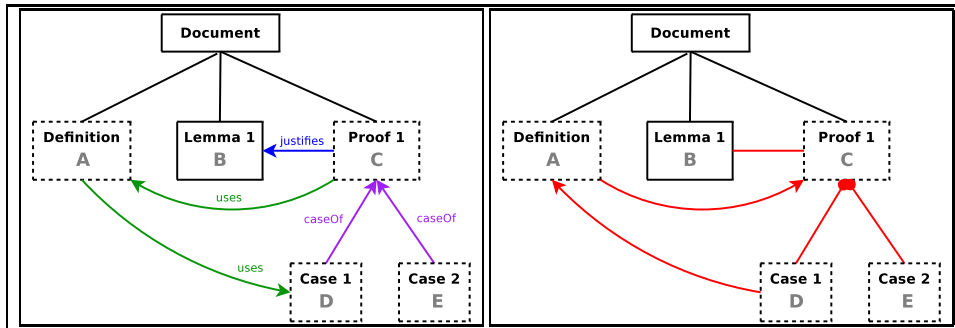 Document
Definition
A
Lemma 1
B
justifies
Proof 1
C
uses
caseOf
caseOf
uses
Case 1
D
Case 2
E
Document
Definition
A
Lemma 1
B
Proof 1
C
Case 1
D
Case 2
E